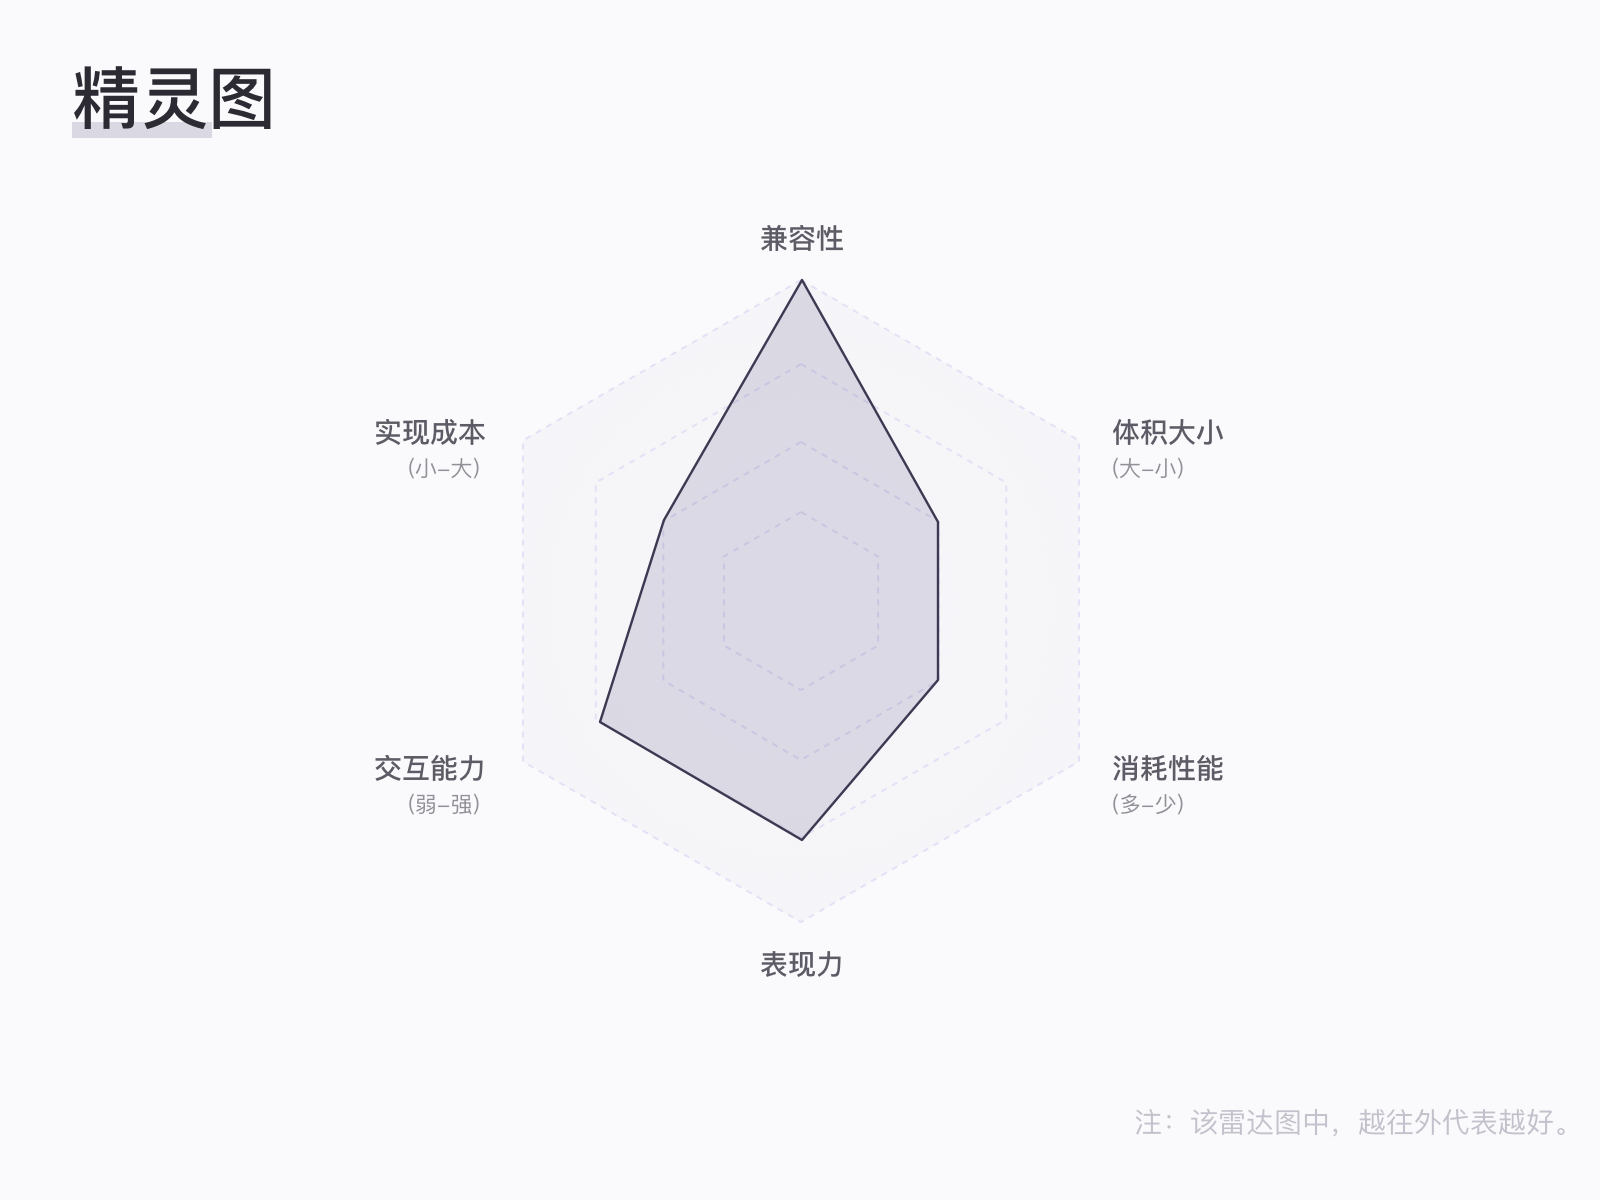 精灵图
兼容性
实现成本
(小–大)
体积大小
(大–小)
交互能力
(弱–强)
消耗性能
(多–少)
表现力
注：该雷达图中，越往外代表越好。